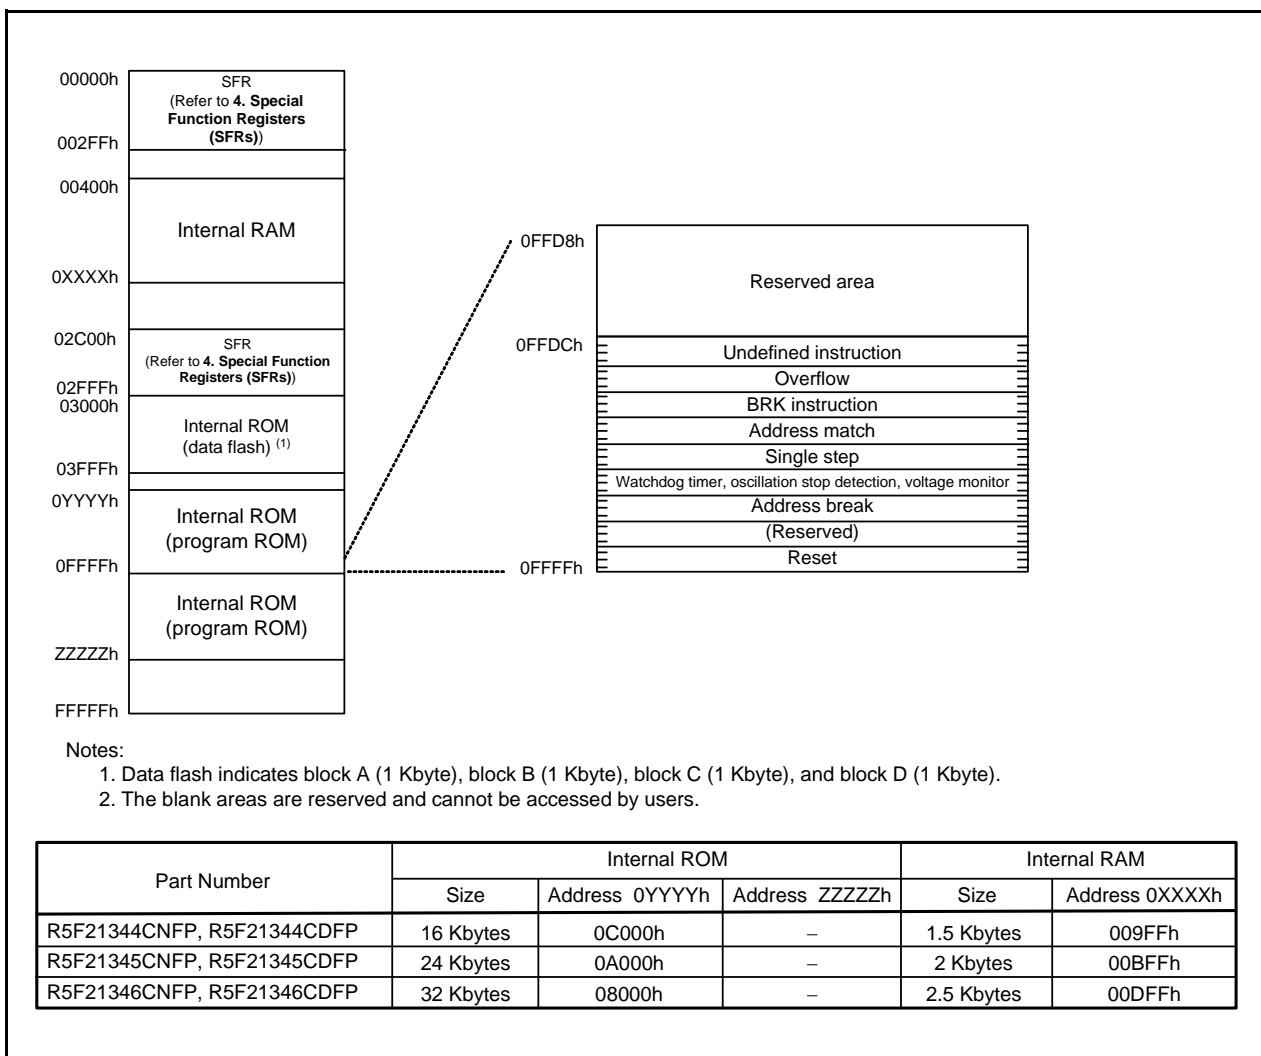 00000h
SFR
(Refer to 4. Special
Function Registers
(SFRs))
002FFh
00400h
Internal RAM
0XXXXh
02C00h
SFR
(Refer to 4. Special Function
Registers (SFRs))
02FFFh
03000h
Internal ROM
(data flash) (1)
03FFFh
0YYYYh
Internal ROM
(program ROM)
0FFFFh
Internal ROM
(program ROM)
ZZZZZh
FFFFFh
0FFD8h
Reserved area
0FFDCh
Undefined instruction
Overflow
BRK instruction
Address match
Single step
Watchdog timer, oscillation stop detection, voltage monitor
Address break
(Reserved)
Reset
0FFFFh
Notes:
1. Data flash indicates block A (1 Kbyte), block B (1 Kbyte), block C (1 Kbyte), and block D (1 Kbyte).
2. The blank areas are reserved and cannot be accessed by users.
Part Number Internal ROM Internal RAM
Size Address 0YYYYh Address ZZZZZh Size Address 0XXXXh
R5F21344CNFP, R5F21344CDFP 16 Kbytes 0C000h – 1.5 Kbytes 009FFh
R5F21345CNFP, R5F21345CDFP 24 Kbytes 0A000h – 2 Kbytes 00BFFh
R5F21346CNFP, R5F21346CDFP 32 Kbytes 08000h – 2.5 Kbytes 00DFFh